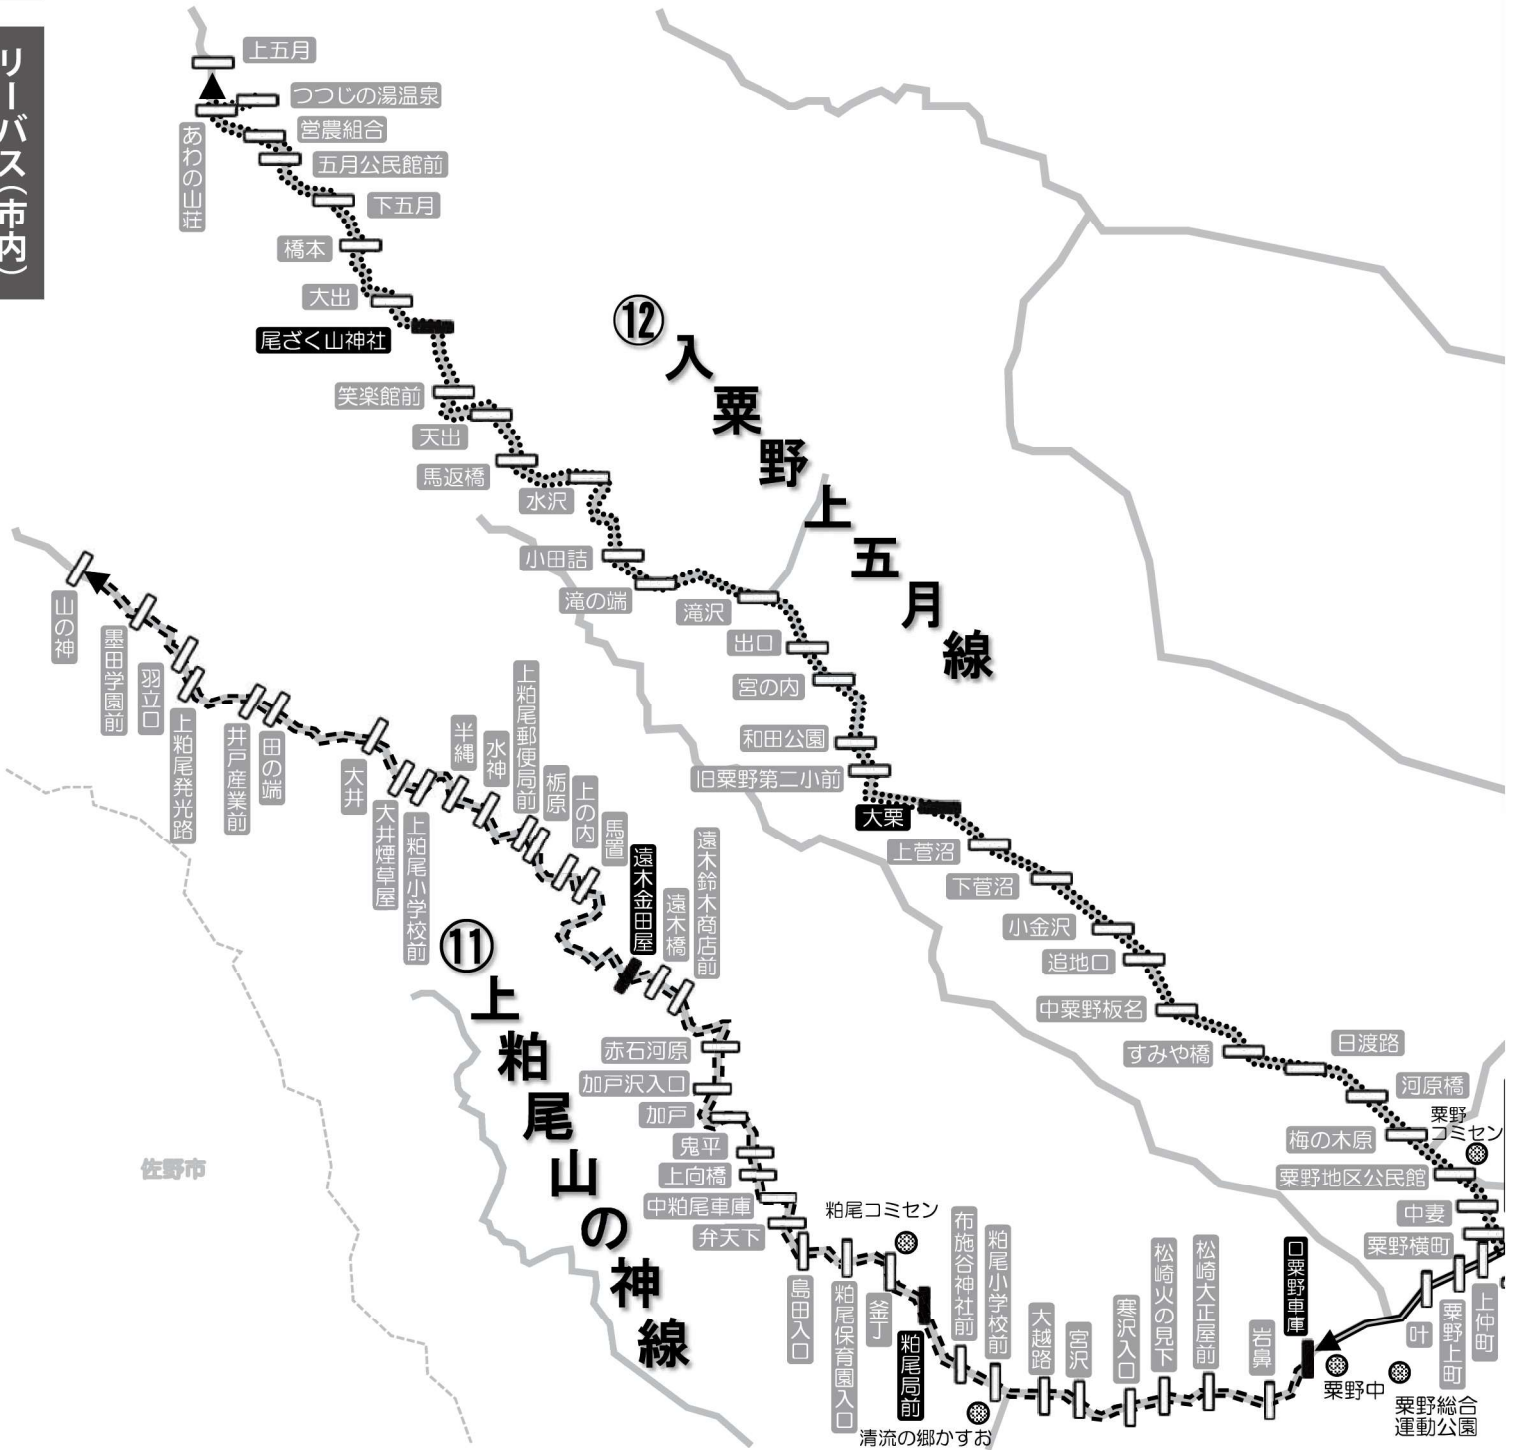 リーバス(市内)
上五月
つつじの湯温泉
あわの山荘
営農組合
五月公民館前
下五月
橋本
大出
尾ざく山神社
笑楽館前
天出
馬返橋
水沢
小田詰
滝の端
滝沢
出口
宮の内
和田公園
旧粟野第二小前
大栗
上菅沼
下菅沼
小金沢
追地口
中粟野板名
すみや橋
日渡路
河原橋
粟野
コミセン
梅の木原
粟野地区公民館
中妻
粟野横町
上仲町
粟野上町
叶
⑫入粟野上五月線
山の神
墨田学園前
羽立口
上粕尾発光路
井戸産業前
田の端
大井
大井煙草屋
上粕尾小学校前
半縄
水神
上粕尾郵便局前
栃原
上の内
馬置
遠木金田屋
遠木橋
遠木鈴木商店前
赤石河原
加戸沢入口
加戸
鬼平
上向橋
中粕尾車庫
弁天下
島田入口
粕尾保育園入口
粕尾コミセン
釜丁
粕尾局前
布施谷神社前
粕尾小学校前
清流の郷かすお
大越路
宮沢
寒沢入口
松崎火の見下
松崎大正屋前
岩鼻
口粟野車庫
粟野中
粟野総合
運動公園
⑪上粕尾山の神線
佐野市